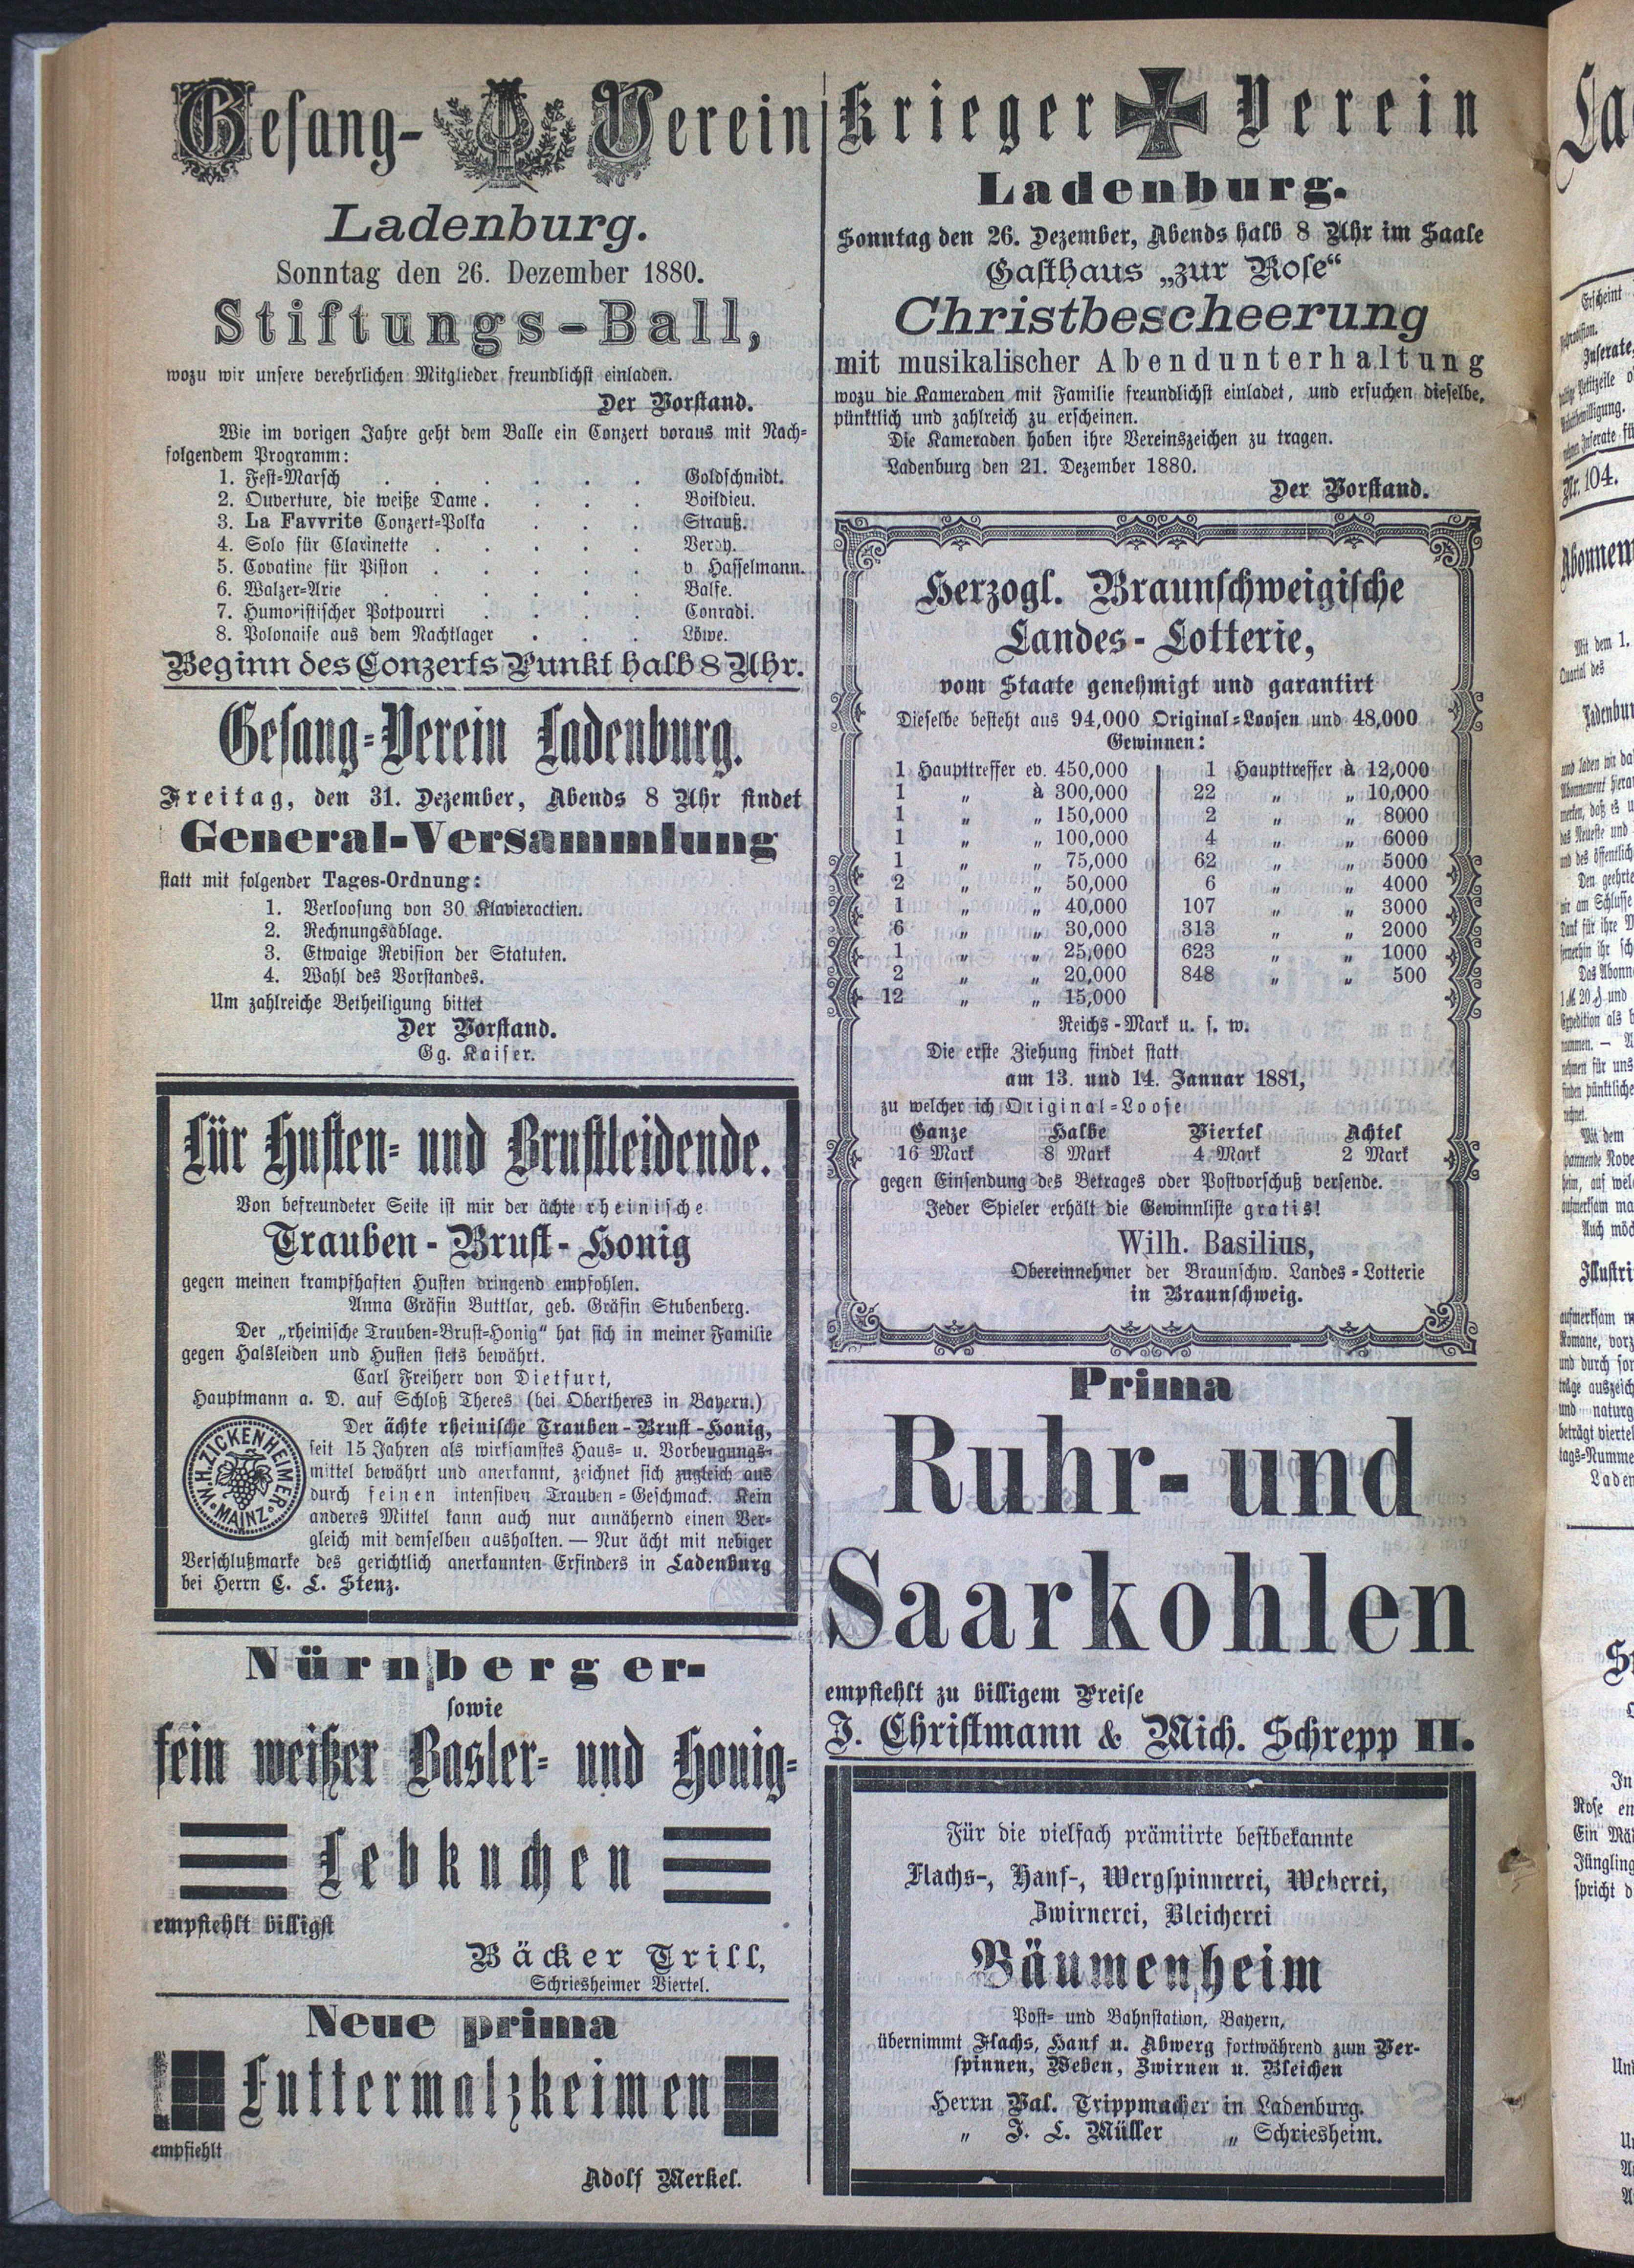 Gesang-Verein
Ladenburg.
Sonntag den 26. Dezember 1880.
Stiftungs-Ball,
wozu wir unsere verehrlichen Mitglieder freundlichst einladen.
Der Vorstand.
Wie im vorigen Jahre geht dem Balle ein Conzert voraus mit Nach-
folgendem Programm:
1. Fest-Marsch . . . . . . Goldschmidt.
2. Ouverture, die weiße Dame . . . . Boildieu.
3. La Favvrite Conzert-Polka . . . Strauß.
4. Solo für Clarinette . . . . . Verdy.
5. Covatine für Piston . . . . . v Hasselmann.
6. Walzer-Arie . . . . . . Balfe.
7. Humoristischer Potpourri . . . . Conradi.
8. Polonaise aus dem Nachtlager . . . Löwe.
Beginn des Conzerts Punkt halb 8 Uhr.
Gesang-Verein Ladenburg.
Freitag, den 31. Dezember, Abends 8 Uhr findet
General-Versammlung
statt mit folgender Tages-Ordnung:
1. Verloosung von 30 Klavieractien.
2. Rechnungsablage.
3. Etwaige Revision der Statuten.
4. Wahl des Vorstandes.
Um zahlreiche Betheiligung bittet
Der Vorstand.
Gg. Kaiser.
Für Husten- und Brustleidende.
Von befreundeter Seite ist mir der ächte rheinische
Trauben-Brust-Honig
gegen meinen krampfhaften Husten dringend empfohlen.
Anna Gräfin Buttlar, geb. Gräfin Stubenberg.
Der „rheinische Trauben-Brust-Honig“ hat sich in meiner Familie
gegen Halsleiden und Husten stets bewährt.
Carl Freiherr von Dietfurt,
Hauptmann a. D. auf Schloß Theres (bei Obertheres in Bayern.)
W.H. ZICKENHEIMER MAINZ
Der ächte rheinische Trauben-Brust-Honig,
seit 15 Jahren als wirksamstes Haus- u. Vorbeugungs-
mittel bewährt und anerkannt, zeichnet sich zugleich aus
durch feinen intensiven Trauben-Geschmack. Kein
anderes Mittel kann auch nur annähernd einen Ver-
gleich mit demselben aushalten. — Nur ächt mit nebiger
Verschlußmarke des gerichtlich anerkannten Erfinders in Ladenburg
bei Herrn C. L. Stenz.
Nürnberger-
sowie
fein weißer Basler- und Honig-
Lebkuchen
empfiehlt billigst
Bäcker Trill,
Schriesheimer Viertel.
Neue prima
Futtermalzkeimen
empfiehlt
Adolf Merkel.
Krieger Verein
W
1870
Ladenburg.
Sonntag den 26. Dezember, Abends halb 8 Uhr im Saale
Gasthaus „zur Rose“
Christbescheerung
mit musikalischer Abendunterhaltung
wozu die Kameraden mit Familie freundlichst einladet, und ersuchen dieselbe,
pünktlich und zahlreich zu erscheinen.
Die Kameraden haben ihre Vereinszeichen zu tragen.
Ladenburg den 21. Dezember 1880.
Der Vorstand.
Herzogl. Braunschweigische
Landes-Lotterie,
vom Staate genehmigt und garantirt
Dieselbe besteht aus 94,000 Original-Loosen und 48,000
Gewinnen:
1 Haupttreffer ev. 450,000 1 Haupttreffer à 12,000
1 „ à 300,000 22 „ „ 10,000
1 „ „ 150,000 2 „ „ 8000
1 „ „ 100,000 4 „ „ 6000
1 „ „ 75,000 62 „ „ 5000
2 „ „ 50,000 6 „ „ 4000
1 „ „ 40,000 107 „ „ 3000
6 „ „ 30,000 313 „ „ 2000
1 „ „ 25,000 623 „ „ 1000
2 „ „ 20,000 848 „ „ 500
12 „ „ 15,000
Reichs-Mark u. s. w.
Die erste Ziehung findet statt
am 13. und 14. Januar 1881,
zu welcher ich Original-Loose
Ganze Halbe Viertel Achtel
16 Mark 8 Mark 4 Mark 2 Mark
gegen Einsendung des Betrages oder Postvorschuß versende.
Jeder Spieler erhält die Gewinnliste gratis!
Wilh. Basilius,
Obereinnehmer der Braunschw. Landes-Lotterie
in Braunschweig.
Prima
Ruhr- und
Saarkohlen
empfiehlt zu billigem Preise
J. Christmann & Mich. Schrepp II.
Für die vielfach prämiirte bestbekannte
Flachs-, Hanf-, Wergspinnerei, Weberei,
Zwirnerei, Bleicherei
Bäumenheim
Post- und Bahnstation, Bayern,
übernimmt Flachs, Hanf u. Abwerg fortwährend zum Ver-
spinnen, Weben, Zwirnen u. Bleichen
Herrn Val. Trippmacher in Ladenburg.
„ J. L. Müller „ Schriesheim.
Erscheint
Inserate,
Nr. 104.
Mit dem 1.
Quartal des